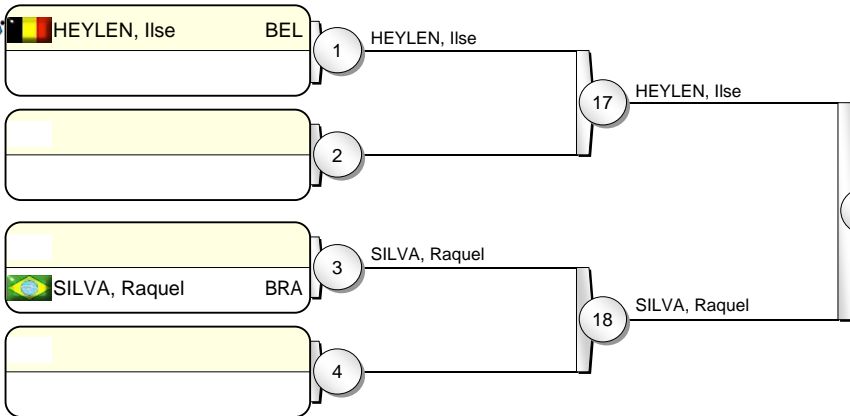 HEYLEN, Ilse BEL
1
HEYLEN, Ilse
17
HEYLEN, Ilse
2
3
SILVA, Raquel
SILVA, Raquel BRA
18
SILVA, Raquel
4